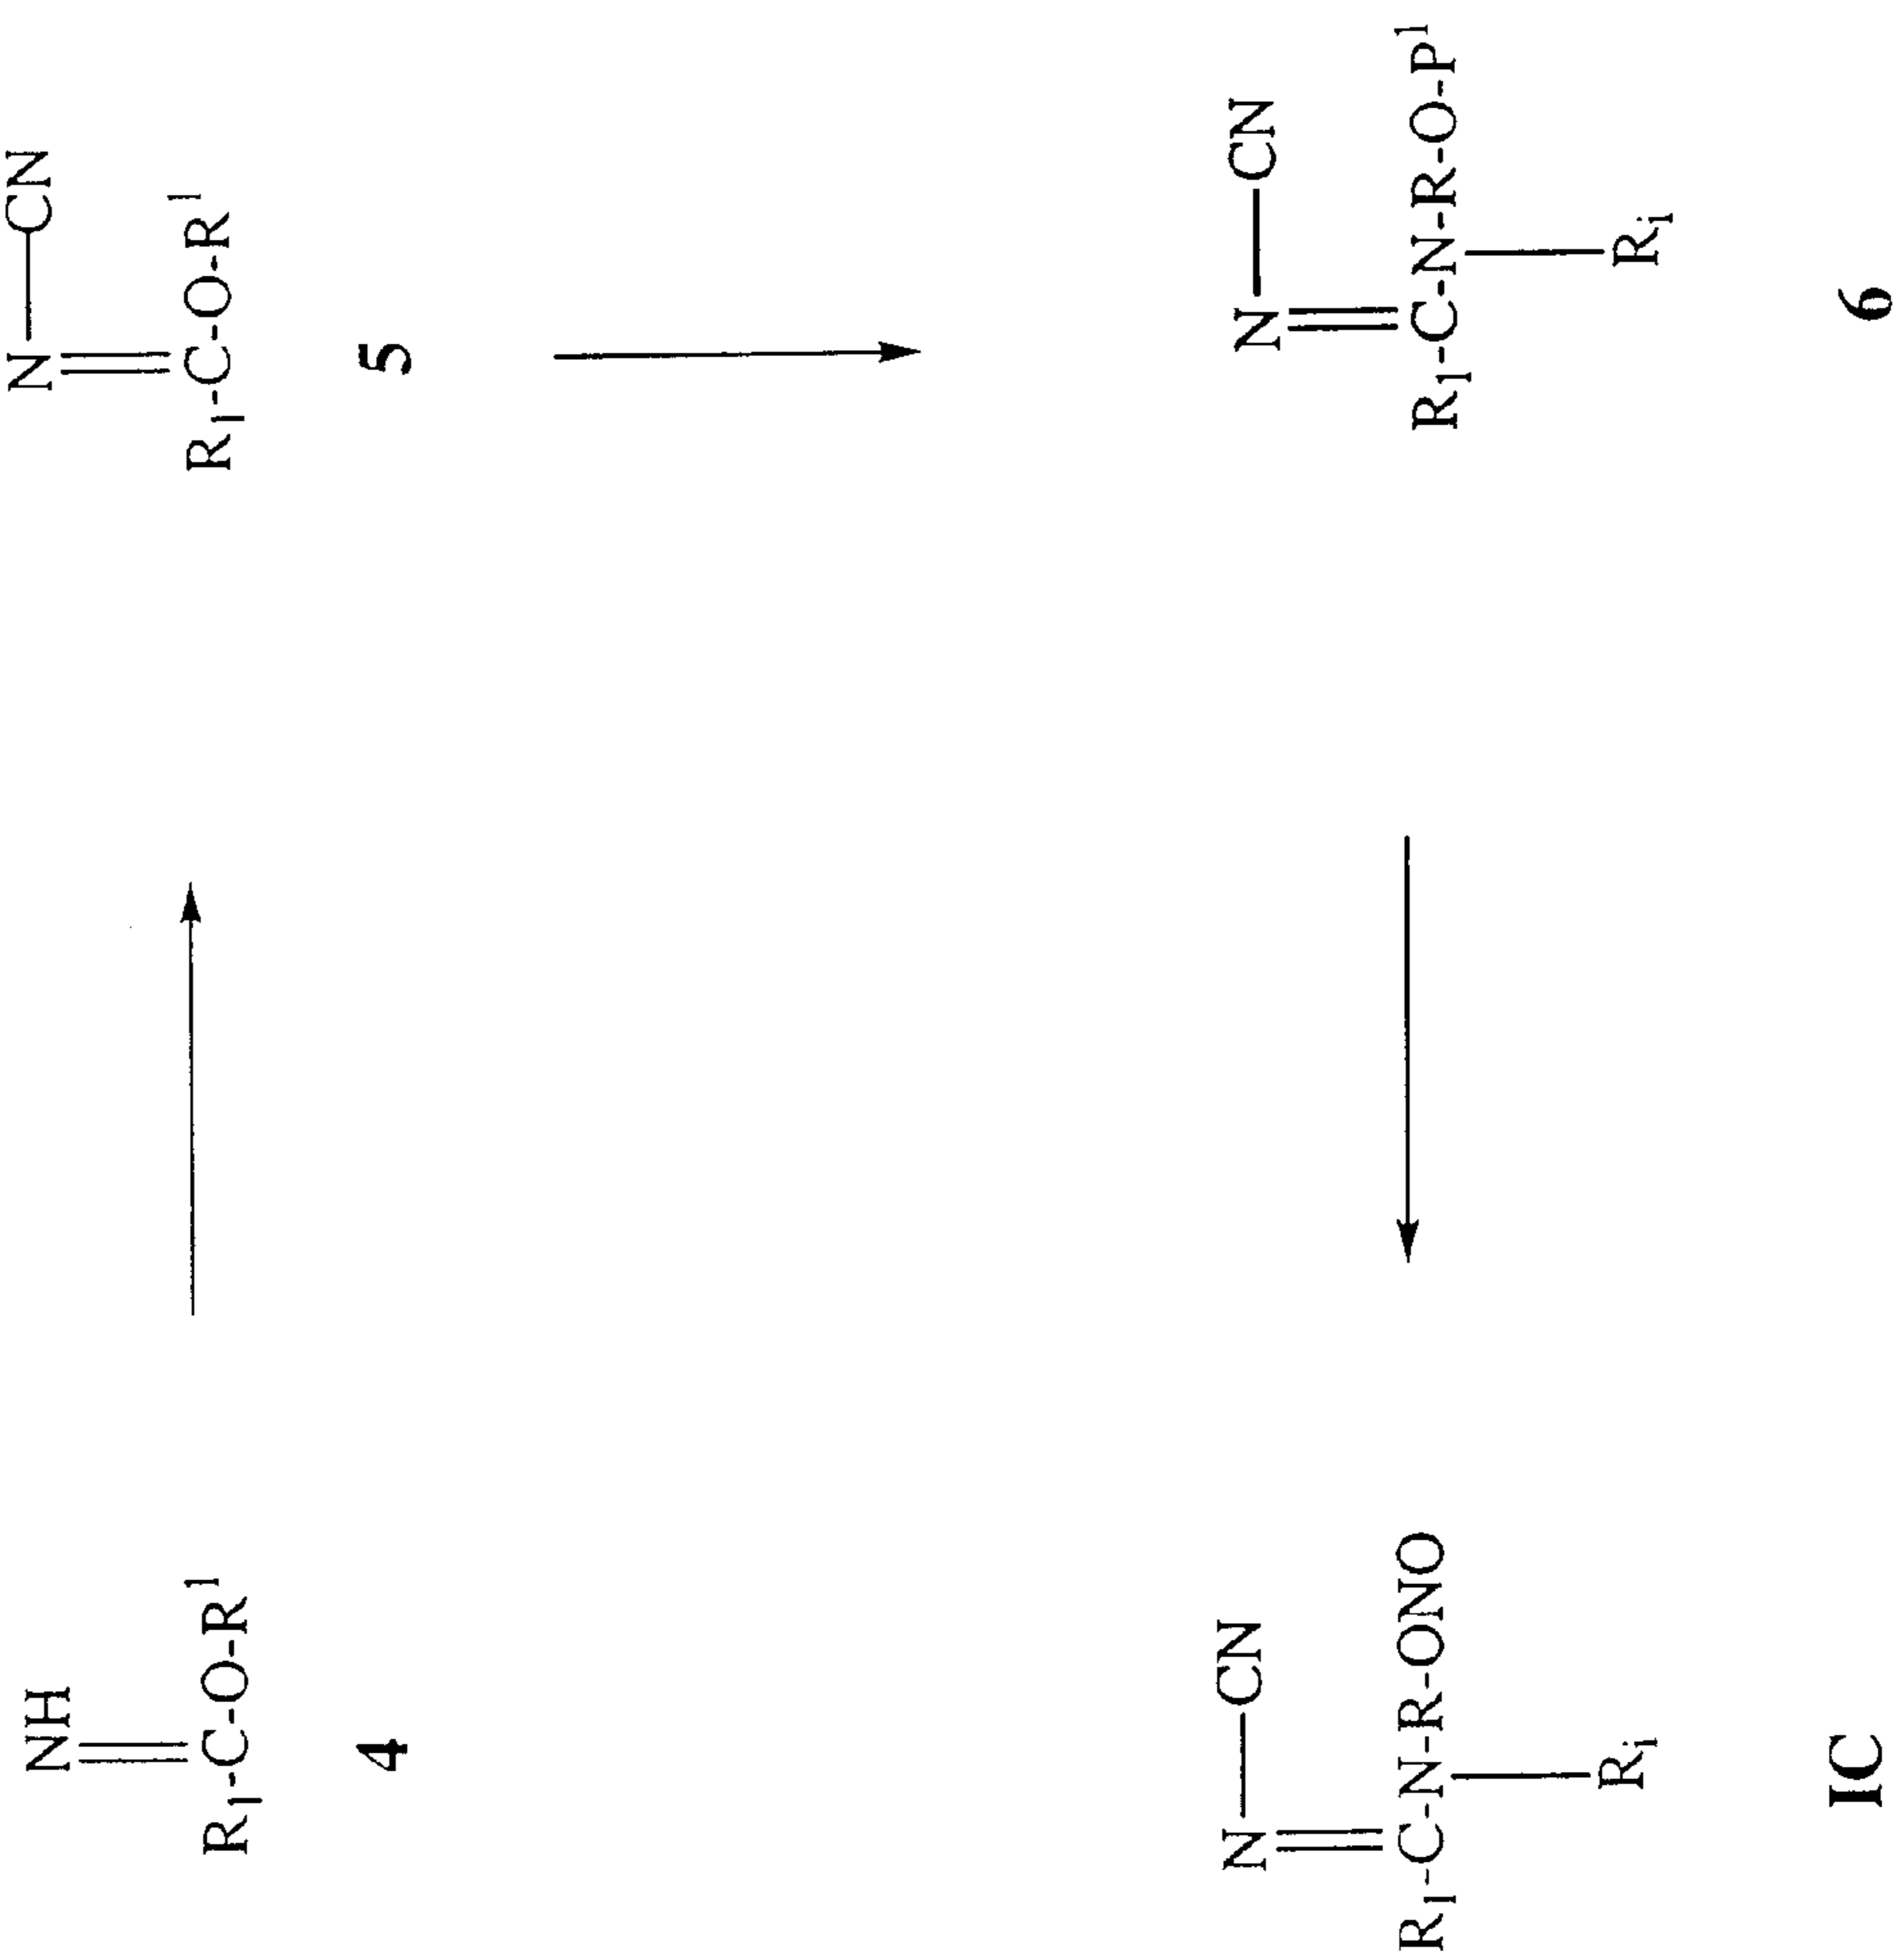 NH
R₁-C-O-R¹
4
N CN
R₁-C-O-R¹
5
N CN
R₁-C-N-R-ONO
Rᵢ
IC
N CN
R₁-C-N-R-O-P¹
Rᵢ
6